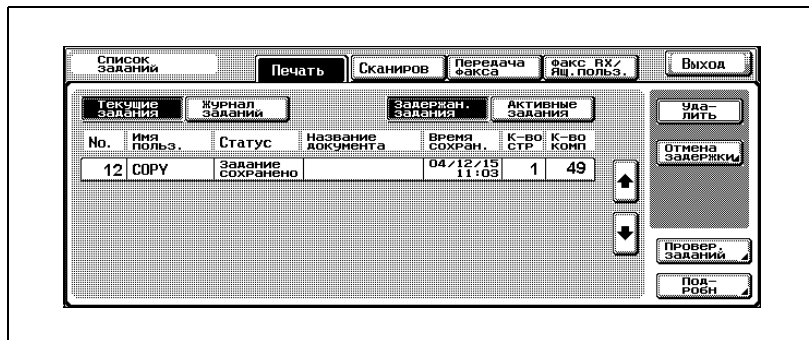 Список
заданий
Печать
Сканиров
Передача
факса
Факс RX/
Ящ.польз.
Выход
Текущие
задания
Журнал
заданий
Задержан.
задания
Активные
задания
Уда-
лить
No.
Имя
польз.
Статус
Название
документа
Время
сохран.
К-во
СТР
К-во
КОМП
Отмена
задержки
12
COPY
Задание
сохранено
04/12/15
11:03
1
49
Провер.
заданий
Под-
робн